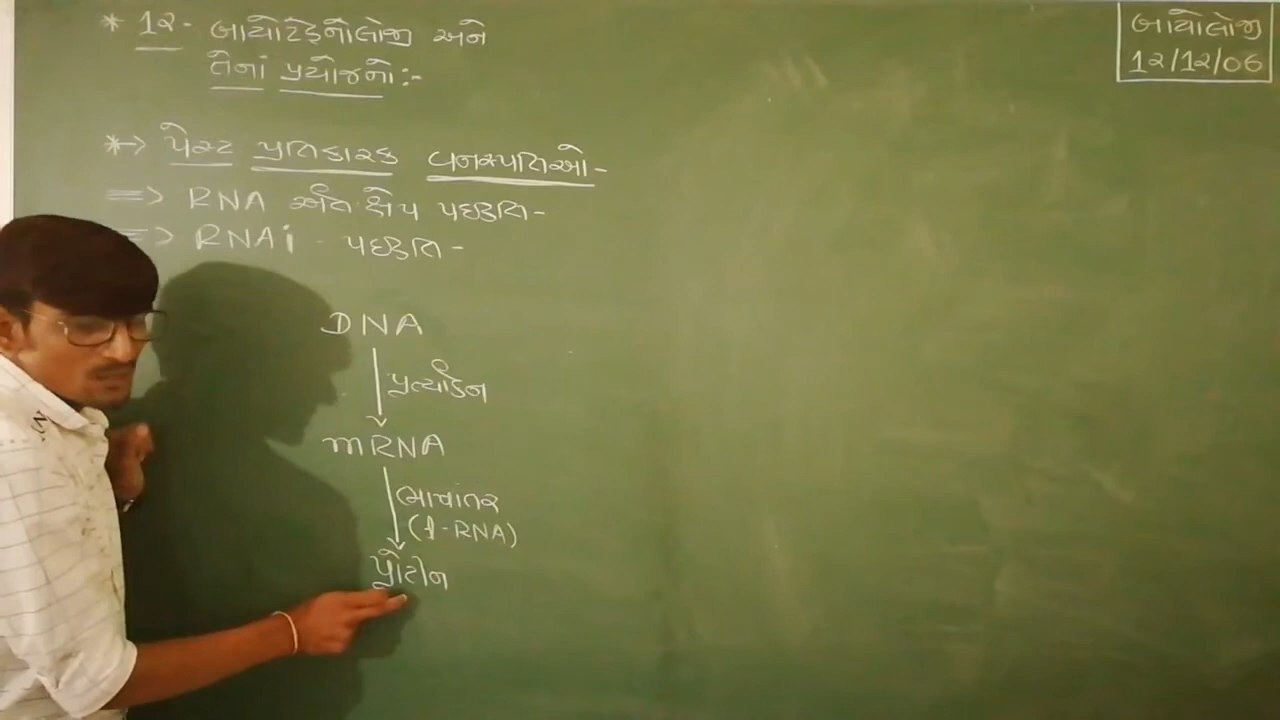 * 12- બાયોટેકનોલોજી અને
તેનાં પ્રયોજનો:-
બાયોલોજી
12/12/06
*-> પેસ્ટ પ્રતિકારક વનસ્પતિઓ-
=> RNA અંતઃક્ષેપ પદ્ધતિ-
=> RNAi - પદ્ધતિ-
DNA
પ્રત્યાંકન
mRNA
ભાષાંતર
(t-RNA)
પ્રોટીન